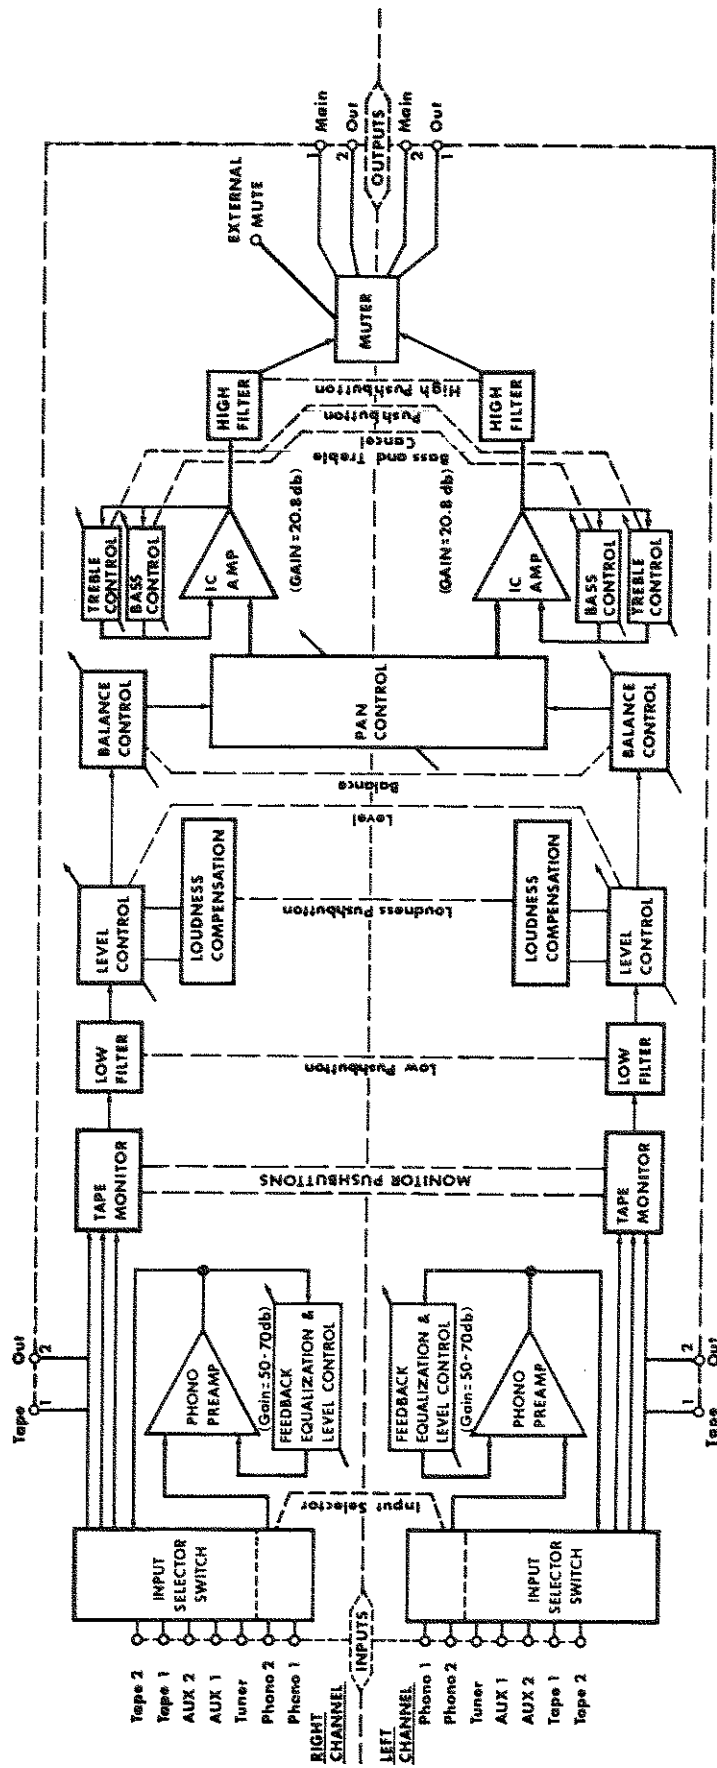 Tape 2
Tape 1
AUX 2
AUX 1
Tuner
Phono 2
Phono 1
RIGHT
CHANNEL
INPUTS
LEFT
CHANNEL
Phono 1
Phono 2
Tuner
AUX 1
AUX 2
Tape 1
Tape 2
INPUT
SELECTOR
SWITCH
INPUT
SELECTOR
SWITCH
Input Selector
Tape
Out
1
2
PHONO
PREAMP
(Gain=50-70db)
FEEDBACK
EQUALIZATION &
LEVEL CONTROL
FEEDBACK
EQUALIZATION &
LEVEL CONTROL
(Gain=50-70db)
PHONO
PREAMP
1
2
Tape
Out
TAPE
MONITOR
MONITOR PUSHBUTTONS
TAPE
MONITOR
LOW
FILTER
Low Pushbutton
LOW
FILTER
LEVEL
CONTROL
LOUDNESS
COMPENSATION
Loudness Pushbutton
LOUDNESS
COMPENSATION
LEVEL
CONTROL
Level
Balance
BALANCE
CONTROL
PAN
CONTROL
BALANCE
CONTROL
TREBLE
CONTROL
BASS
CONTROL
IC
AMP
(GAIN=20.8db)
(GAIN=20.8db)
IC
AMP
BASS
CONTROL
TREBLE
CONTROL
Bass and Treble
Cancel
Pushbutton
High Pushbutton
HIGH
FILTER
HIGH
FILTER
MUTER
EXTERNAL
MUTE
1
Main
2
Out
OUTPUTS
2
Main
1
Out